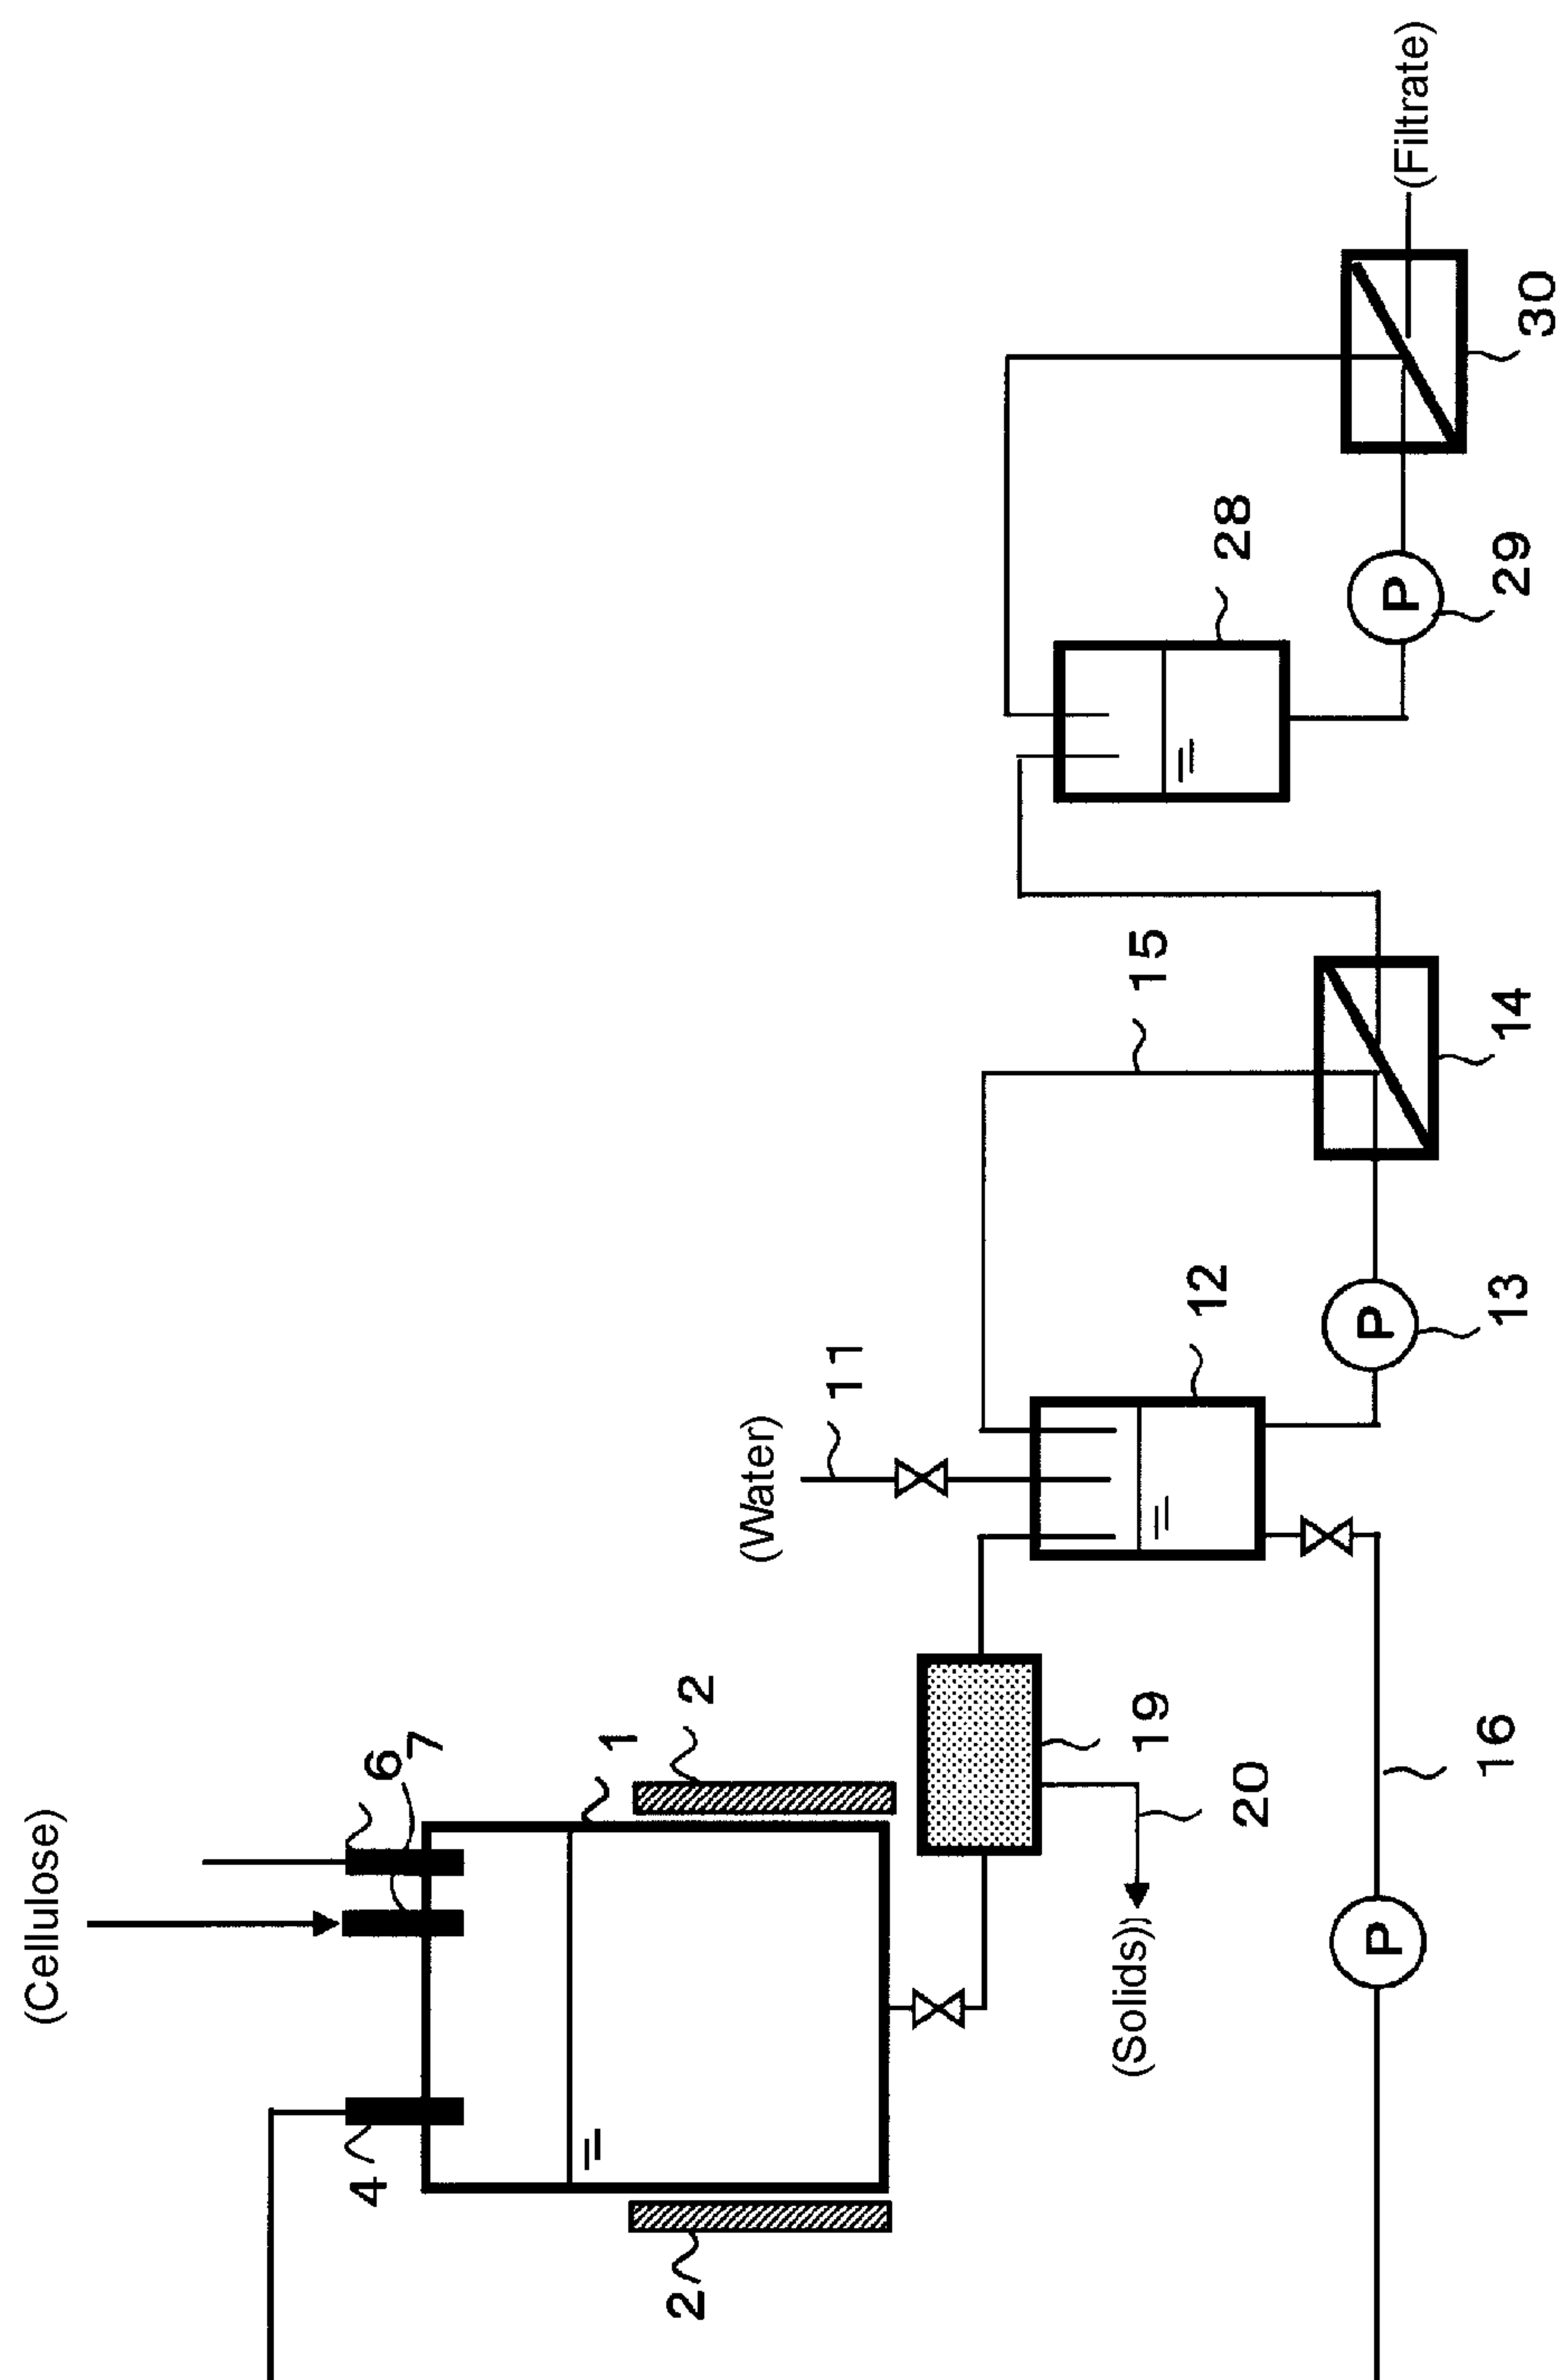 (Cellulose)
4
6
7
1
2
2
(Water)
11
19
20
(Solids))
12
15
16
13
14
28
29
30
(Filtrate)
P
P
P